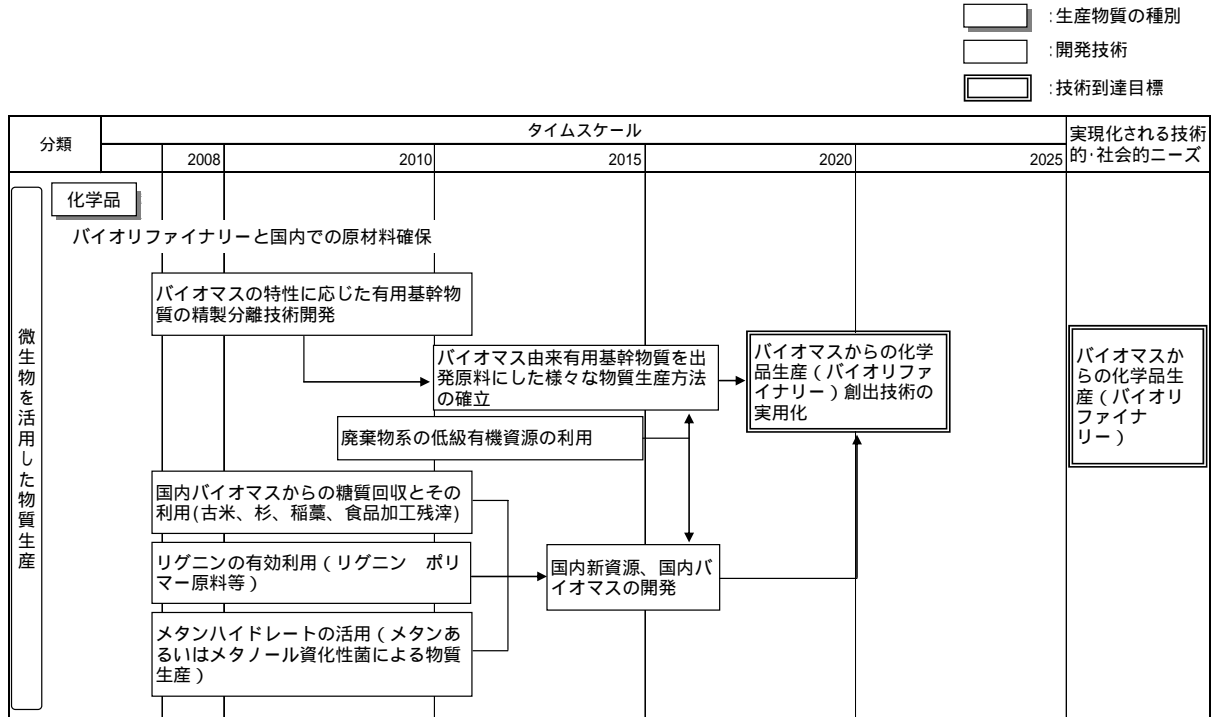 :生産物質の種別
:開発技術
:技術到達目標
分類
タイムスケール
実現化される技術
的・社会的ニーズ
2008
2010
2015
2020
2025
微生物を活用した物質生産
化学品
バイオリファイナリーと国内での原材料確保
バイオマスの特性に応じた有用基幹物
質の精製分離技術開発
バイオマス由来有用基幹物質を出
発原料にした様々な物質生産方法
の確立
バイオマスからの化学
品生産(バイオリファ
イナリー)創出技術の
実用化
バイオマスか
らの化学品生
産(バイオリ
ファイナ
リー)
廃棄物系の低級有機資源の利用
国内バイオマスからの糖質回収とその
利用(古米、杉、稲藁、食品加工残滓)
リグニンの有効利用(リグニン　ポリ
マー原料等)
国内新資源、国内バ
イオマスの開発
メタンハイドレートの活用(メタンあ
るいはメタノール資化性菌による物質
生産)